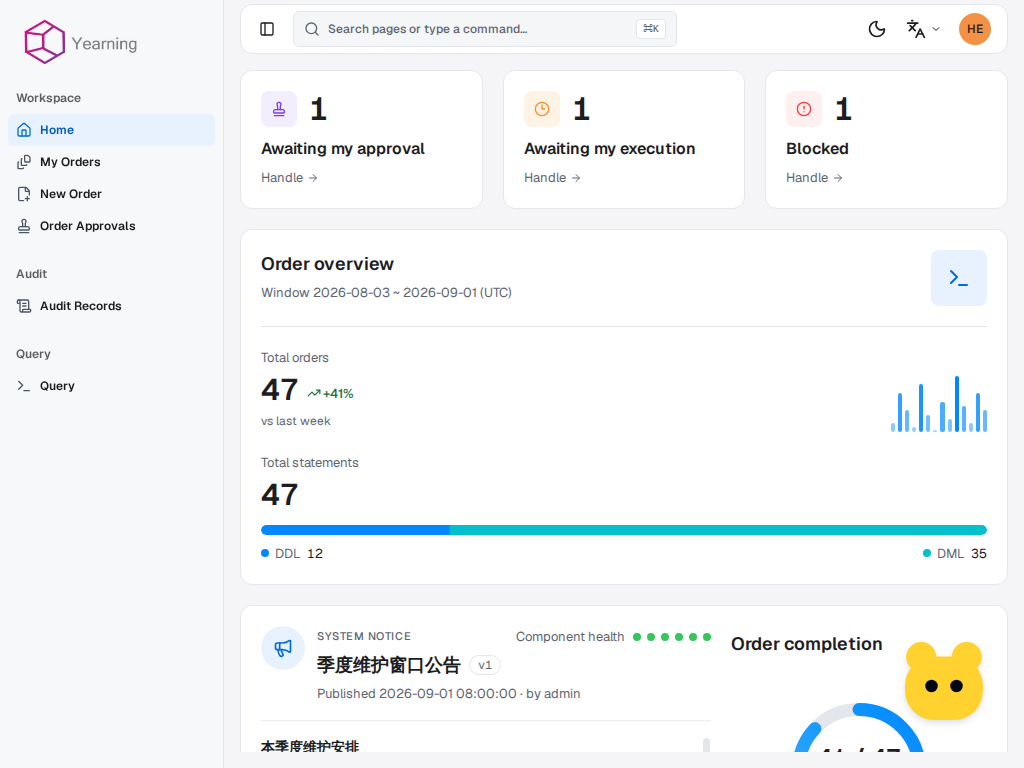 Yearning
Search pages or type a command...
⌘K
HE
Workspace
Home
My Orders
New Order
Order Approvals
Audit
Audit Records
Query
Query
1
Awaiting my approval
Handle →
1
Awaiting my execution
Handle →
1
Blocked
Handle →
Order overview
Window 2026-08-03 ~ 2026-09-01 (UTC)
Total orders
47 +41%
vs last week
Total statements
47
DDL 12
DML 35
SYSTEM NOTICE
Component health
季度维护窗口公告 v1
Published 2026-09-01 08:00:00 · by admin
本季度维护安排
Order completion